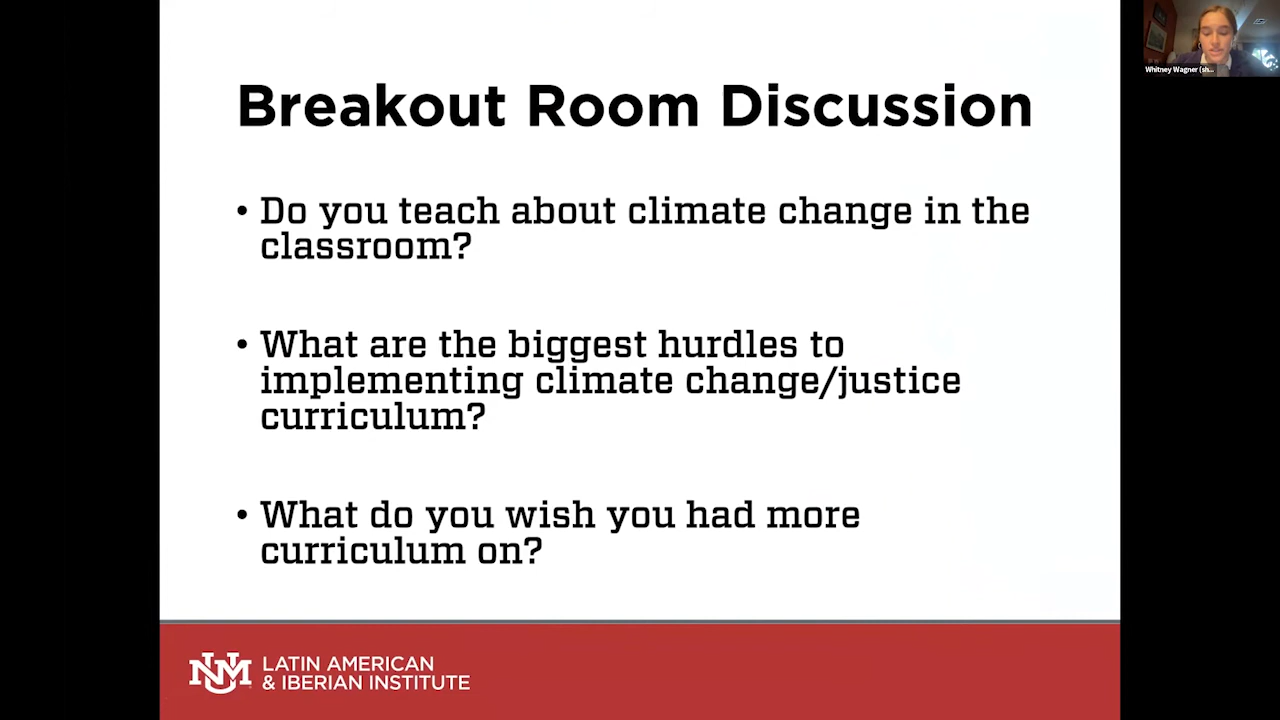 Breakout Room Discussion
• Do you teach about climate change in the
classroom?
• What are the biggest hurdles to
implementing climate change/justice
curriculum?
• What do you wish you had more
curriculum on?
UNM LATIN AMERICAN
& IBERIAN INSTITUTE
Whitney Wagner (sh...